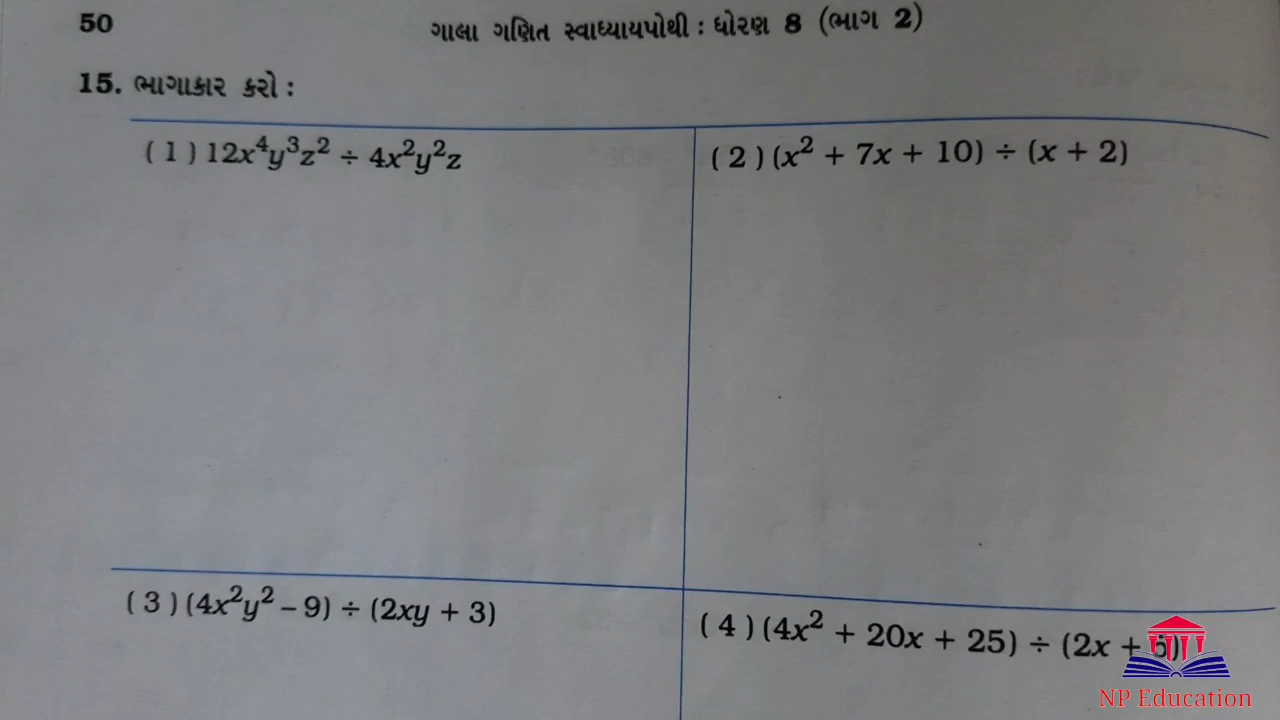 50
ગાલા ગણિત સ્વાધ્યાયપોથી : ધોરણ 8 (ભાગ 2)
15. ભાગાકાર કરો :
( 1 ) 12x⁴y³z² ÷ 4x²y²z
( 2 ) (x² + 7x + 10) ÷ (x + 2)
( 3 ) (4x²y² – 9) ÷ (2xy + 3)
( 4 ) (4x² + 20x + 25) ÷ (2x + 5)
NP Education